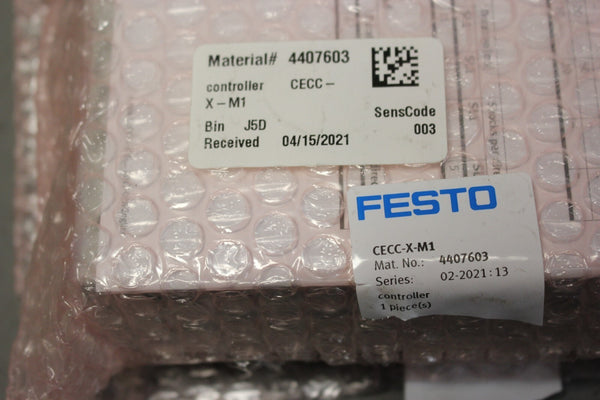 Material# 4407603
controller CECC-
X-M1
SensCode
Bin J5D
003
Received 04/15/2021
FESTO
CECC-X-M1
Mat. No.: 4407603
Series: 02-2021:13
controller
1 piece(s)